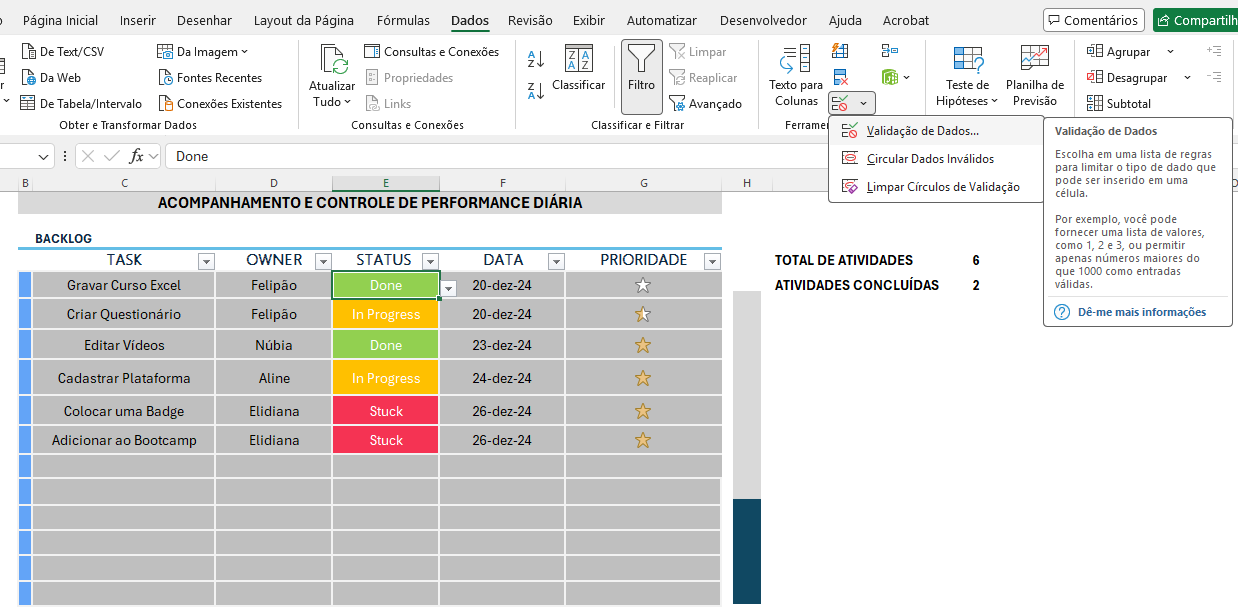 Página Inicial Inserir Desenhar Layout da Página Fórmulas Dados Revisão Exibir Automatizar Desenvolvedor Ajuda Acrobat Comentários Compartilh
De Text/CSV
Da Web
De Tabela/Intervalo
Da Imagem
Fontes Recentes
Conexões Existentes
Obter e Transformar Dados
Atualizar
Tudo
Consultas e Conexões
Propriedades
Links
Consultas e Conexões
Classificar
Filtro
Limpar
Reaplicar
Avançado
Classificar e Filtrar
Texto para
Colunas
Ferrame
Teste de
Hipóteses
Planilha de
Previsão
Agrupar
Desagrupar
Subtotal
Validação de Dados...
Circular Dados Inválidos
Limpar Círculos de Validação
Validação de Dados
Escolha em uma lista de regras
para limitar o tipo de dado que
pode ser inserido em uma
célula.
Por exemplo, você pode
fornecer uma lista de valores,
como 1, 2 e 3, ou permitir
apenas números maiores do
que 1000 como entradas
válidas.
Dê-me mais informações
fx Done
B C D E F G H
ACOMPANHAMENTO E CONTROLE DE PERFORMANCE DIÁRIA
BACKLOG
TASK OWNER STATUS DATA PRIORIDADE
Gravar Curso Excel Felipão Done 20-dez-24
Criar Questionário Felipão In Progress 20-dez-24
Editar Vídeos Núbia Done 23-dez-24
Cadastrar Plataforma Aline In Progress 24-dez-24
Colocar uma Badge Elidiana Stuck 26-dez-24
Adicionar ao Bootcamp Elidiana Stuck 26-dez-24
TOTAL DE ATIVIDADES 6
ATIVIDADES CONCLUÍDAS 2